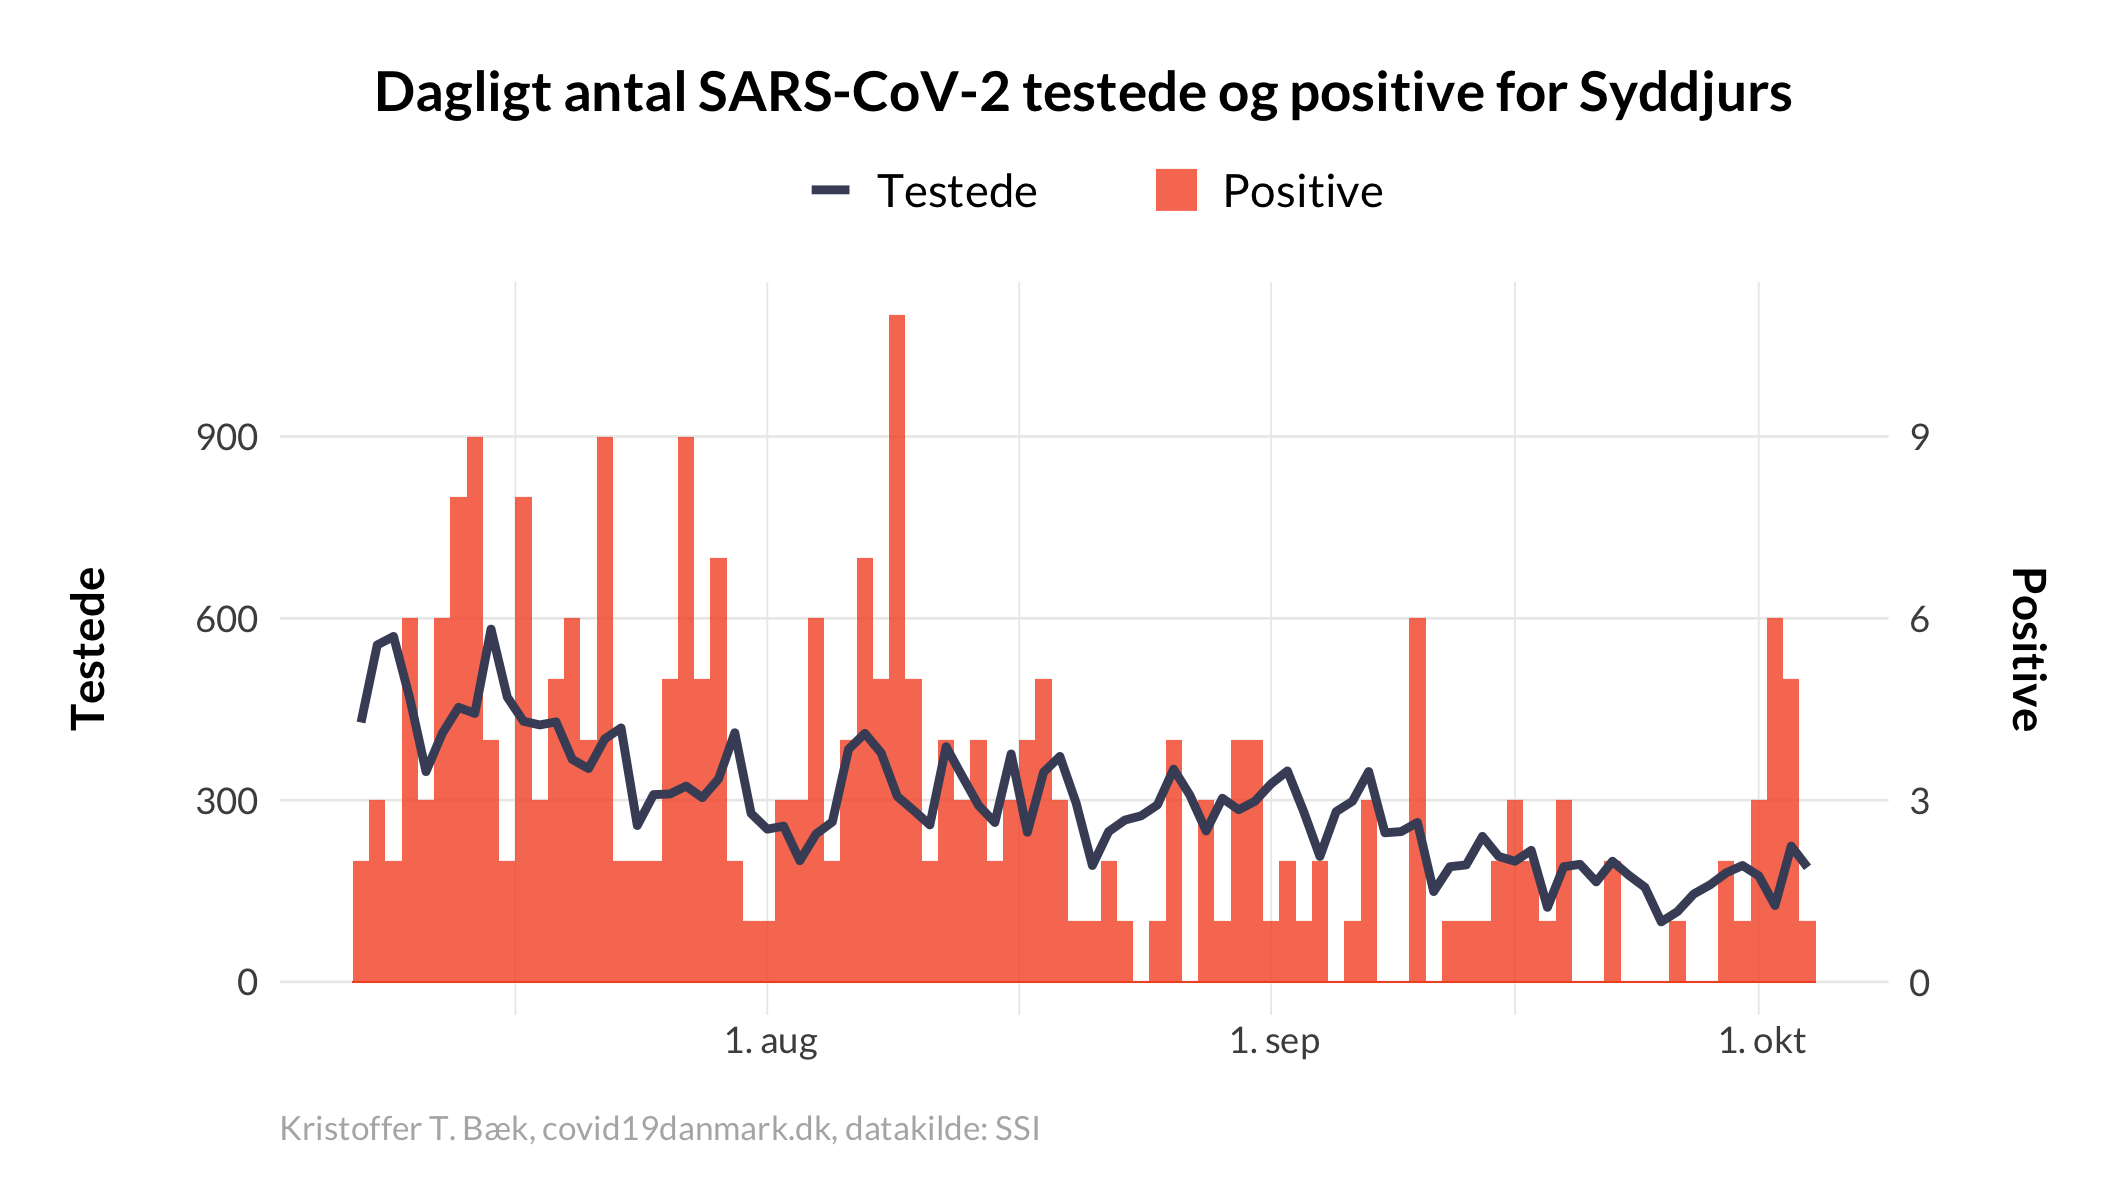 Dagligt antal SARS-CoV-2 testede og positive for Syddjurs
Testede
Positive
900
600
300
0
9
6
3
0
Testede
Positive
1. aug
1. sep
1. okt
Kristoffer T. Bæk, covid19danmark.dk, datakilde: SSI